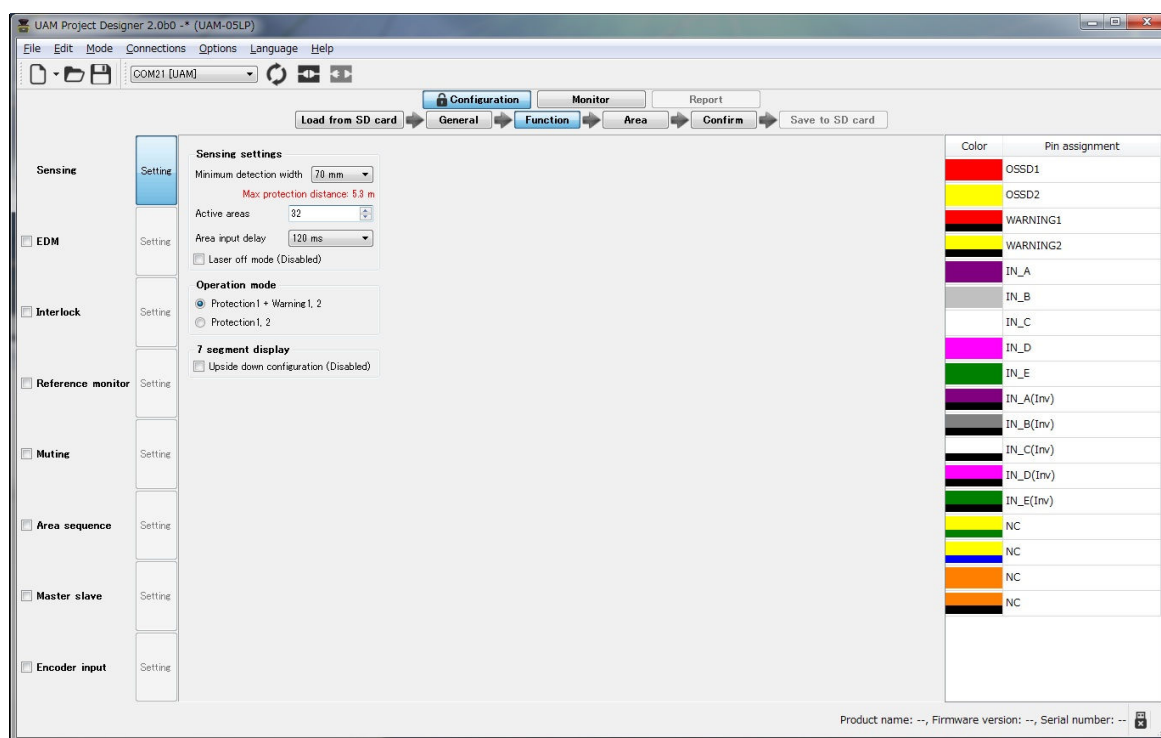 UAM Project Designer 2.0b0 -* (UAM-05LP)
File Edit Mode Connections Options Language Help
COM21 [UAM]
Configuration Monitor Report
Load from SD card General Function Area Confirm Save to SD card
Sensing Setting
EDM Setting
Interlock Setting
Reference monitor Setting
Muting Setting
Area sequence Setting
Master slave Setting
Encoder input Setting
Sensing settings
Minimum detection width 70 mm
Max protection distance: 5.3 m
Active areas 32
Area input delay 120 ms
Laser off mode (Disabled)
Operation mode
Protection1 + Warning1, 2
Protection1, 2
7 segment display
Upside down configuration (Disabled)
Color Pin assignment
OSSD1
OSSD2
WARNING1
WARNING2
IN_A
IN_B
IN_C
IN_D
IN_E
IN_A(Inv)
IN_B(Inv)
IN_C(Inv)
IN_D(Inv)
IN_E(Inv)
NC
NC
NC
NC
Product name: --, Firmware version: --, Serial number: --